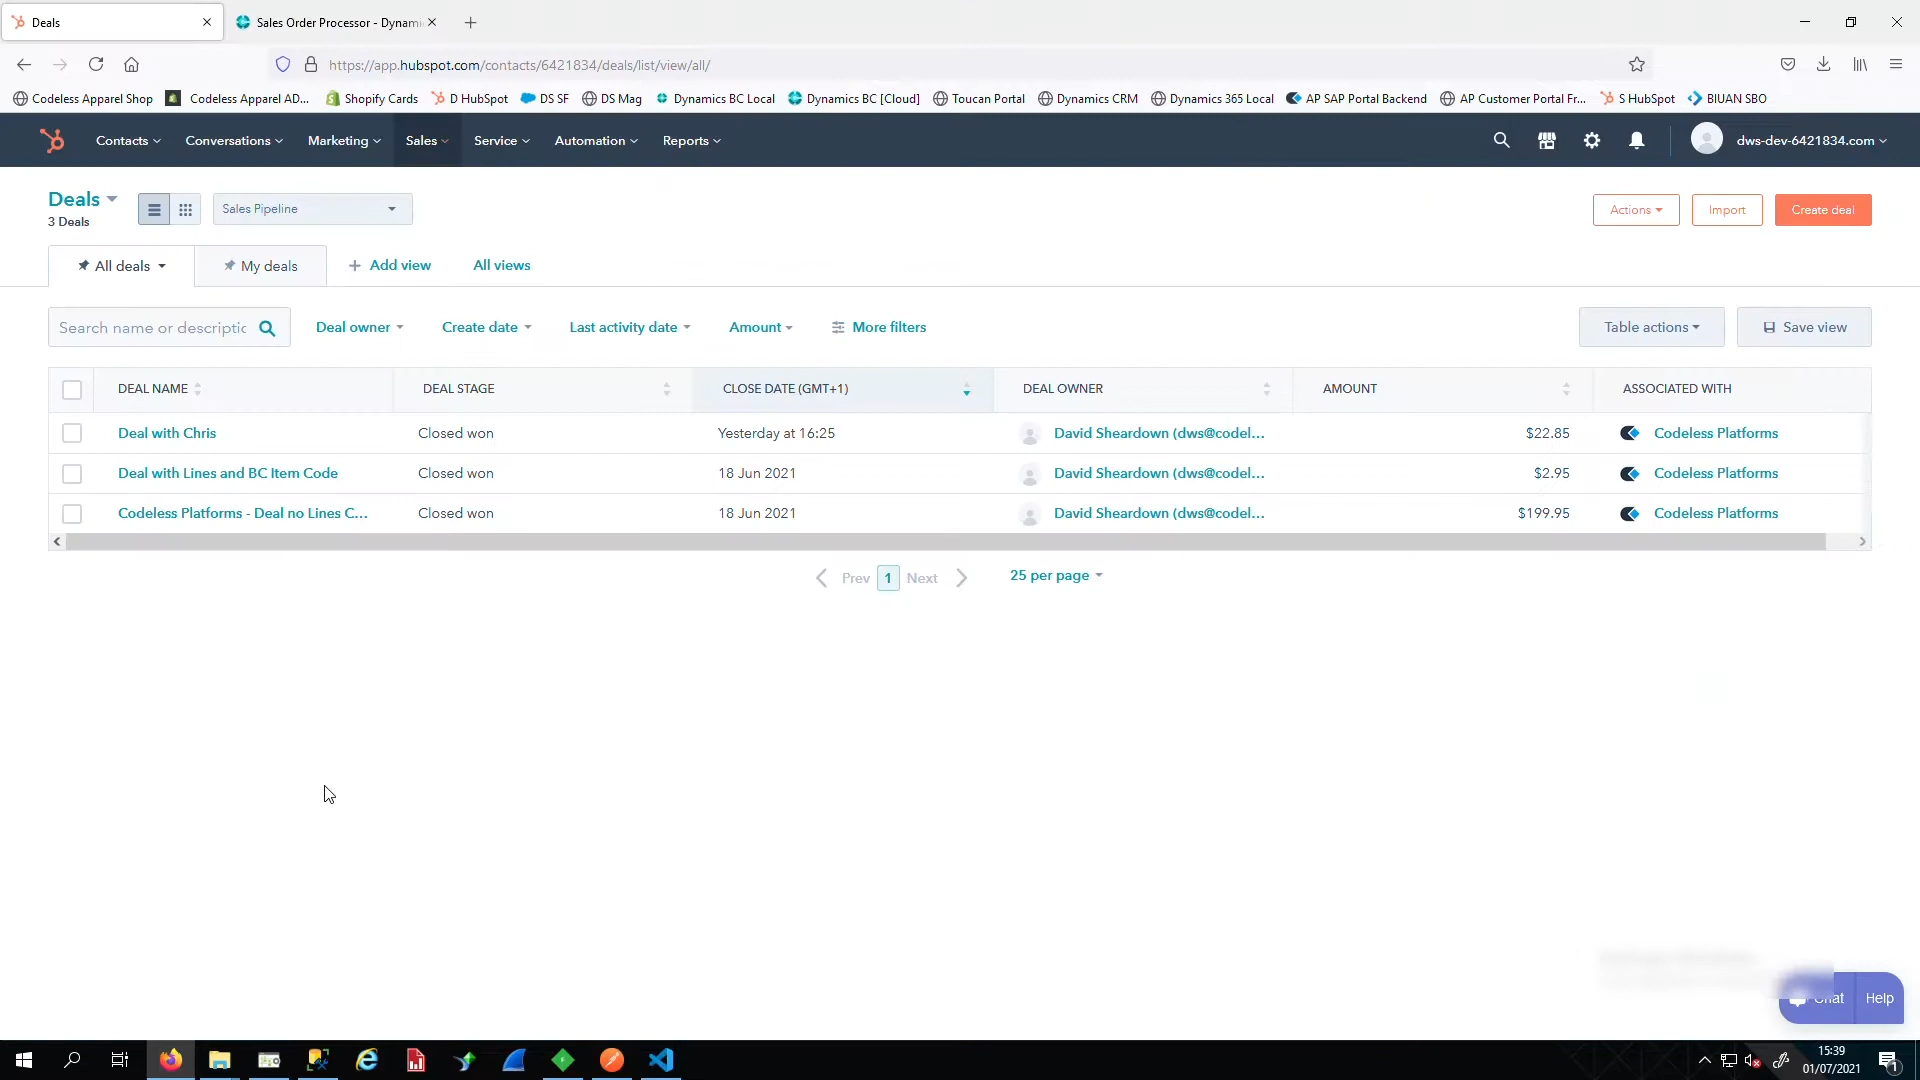 Deals
Sales Order Processor - Dynami
https://app.hubspot.com/contacts/6421834/deals/list/view/all/
Codeless Apparel Shop
Codeless Apparel AD...
Shopify Cards
D HubSpot
DS SF
DS Mag
Dynamics BC Local
Dynamics BC [Cloud]
Toucan Portal
Dynamics CRM
Dynamics 365 Local
AP SAP Portal Backend
AP Customer Portal Fr...
S HubSpot
BIUAN SBO
Contacts
Conversations
Marketing
Sales
Service
Automation
Reports
dws-dev-6421834.com
Deals
3 Deals
Sales Pipeline
Actions
Import
Create deal
All deals
My deals
Add view
All views
Search name or descriptic
Deal owner
Create date
Last activity date
Amount
More filters
Table actions
Save view
DEAL NAME
DEAL STAGE
CLOSE DATE (GMT+1)
DEAL OWNER
AMOUNT
ASSOCIATED WITH
Deal with Chris
Closed won
Yesterday at 16:25
David Sheardown (dws@codel...
$22.85
Codeless Platforms
Deal with Lines and BC Item Code
Closed won
18 Jun 2021
David Sheardown (dws@codel...
$2.95
Codeless Platforms
Codeless Platforms - Deal no Lines C...
Closed won
18 Jun 2021
David Sheardown (dws@codel...
$199.95
Codeless Platforms
Prev
1
Next
25 per page
Chat
Help
15:39
01/07/2021
1